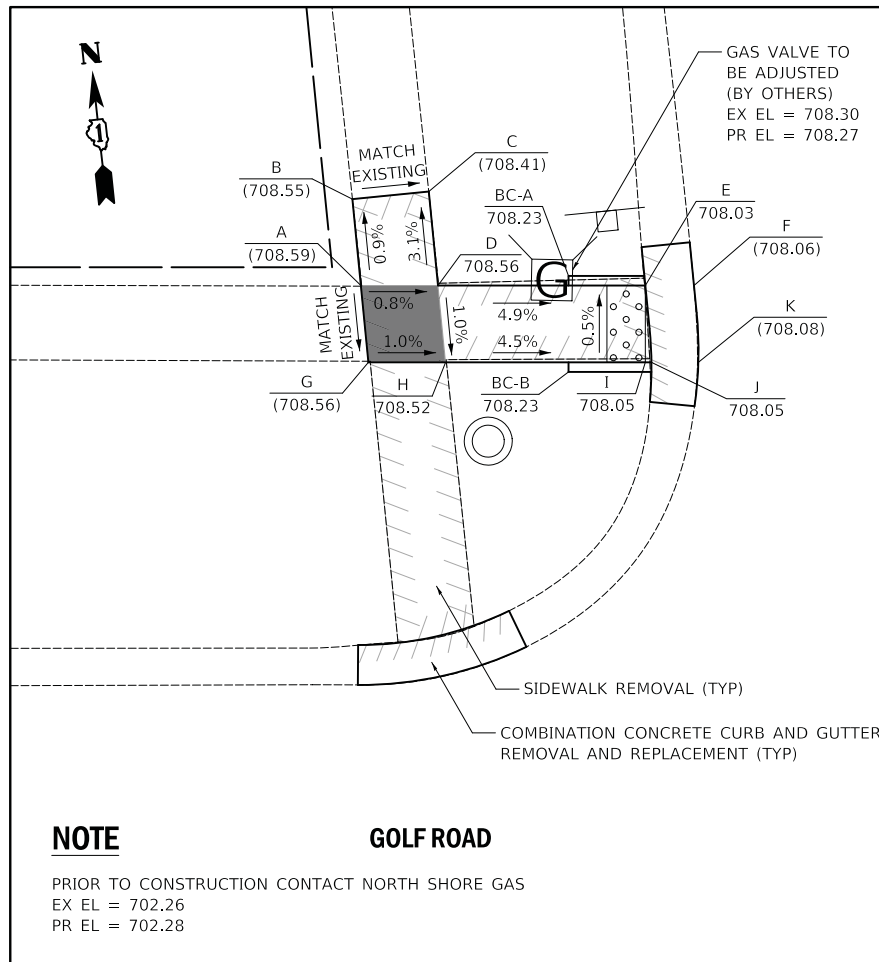 N
1
GAS VALVE TO
BE ADJUSTED
(BY OTHERS)
EX EL = 708.30
PR EL = 708.27
MATCH
EXISTING
C
(708.41)
B
(708.55)
BC-A
708.23
E
708.03
F
(708.06)
A
(708.59)
0.9%
3.1%
D
708.56
G
MATCH
EXISTING
0.8%
1.0%
1.0%
4.9%
4.5%
0.5%
K
(708.08)
G
(708.56)
H
708.52
BC-B
708.23
I
708.05
J
708.05
SIDEWALK REMOVAL (TYP)
COMBINATION CONCRETE CURB AND GUTTER
REMOVAL AND REPLACEMENT (TYP)
NOTE
GOLF ROAD
PRIOR TO CONSTRUCTION CONTACT NORTH SHORE GAS
EX EL = 702.26
PR EL = 702.28